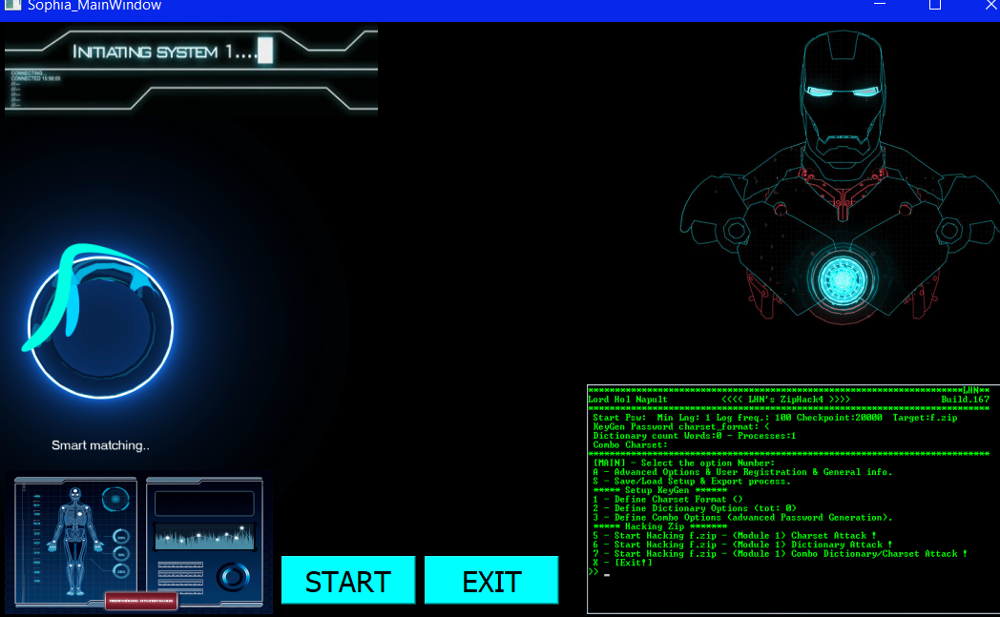 Sophia_MainWindow
INITIATING SYSTEM 1....
CONNECTING...
CONNECTED 15:56:05
Smart matching..
START
EXIT
*****LHN**
Lord Hol Napult <<<< LHN's ZipHack4 >>>> Build.167
Start Psw: Min Lng: 1 Log freq.: 100 Checkpoint:20000 Target:f.zip
KeyGen Password charset_format: <
Dictionary count Words:0 - Processes:1
Combo Charset:
[MAIN] - Select the option Number:
A - Advanced Options & User Registration & General info.
S - Save/Load Setup & Export process.
***** Setup KeyGen ******
1 - Define Charset Format <>
2 - Define Dictionary Options (tot: 0)
3 - Define Combo Options (advanced Password Generation).
***** Hacking Zip *******
5 - Start Hacking f.zip - (Module 1) Charset Attack !
6 - Start Hacking f.zip - (Module 1) Dictionary Attack !
7 - Start Hacking f.zip - (Module 1) Combo Dictionary/Charset Attack !
X - [Exit!]
>> _